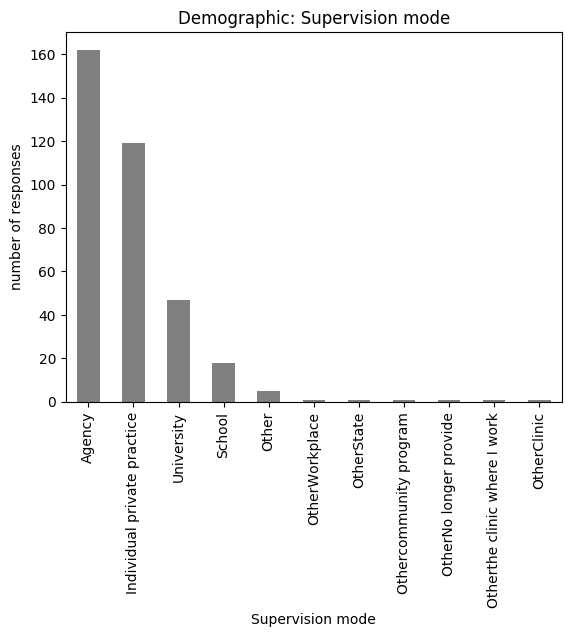 Demographic: Supervision mode
number of responses
160
140
120
100
80
60
40
20
0
Agency
Individual private practice
University
School
Other
OtherWorkplace
OtherState
Othercommunity program
OtherNo longer provide
Otherthe clinic where I work
OtherClinic
Supervision mode